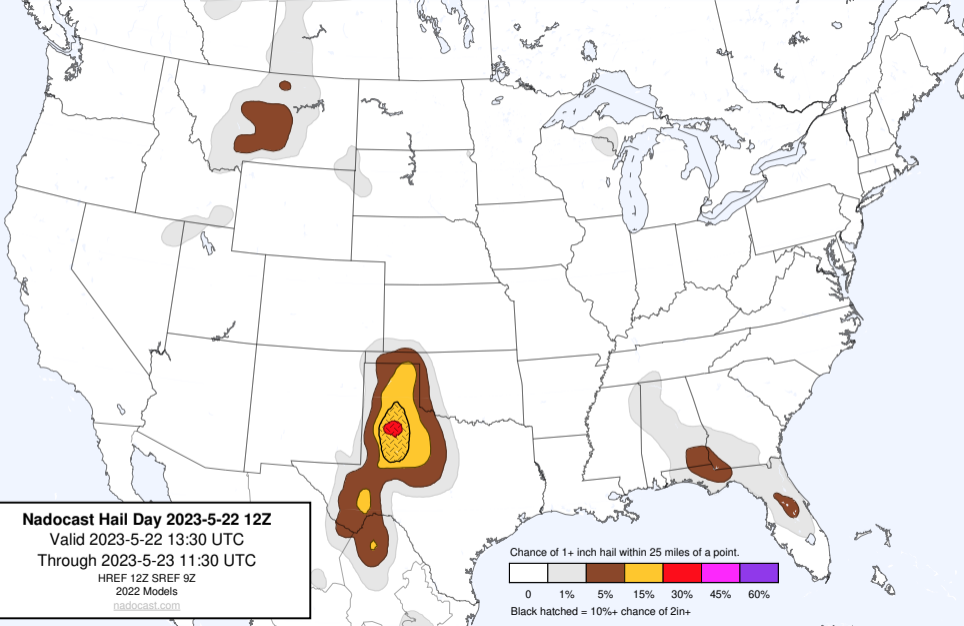 Nadocast Hail Day 2023-5-22 12Z
Valid 2023-5-22 13:30 UTC
Through 2023-5-23 11:30 UTC
HREF 12Z SREF 9Z
2022 Models
nadocast.com
Chance of 1+ inch hail within 25 miles of a point.
0 1% 5% 15% 30% 45% 60%
Black hatched = 10%+ chance of 2in+